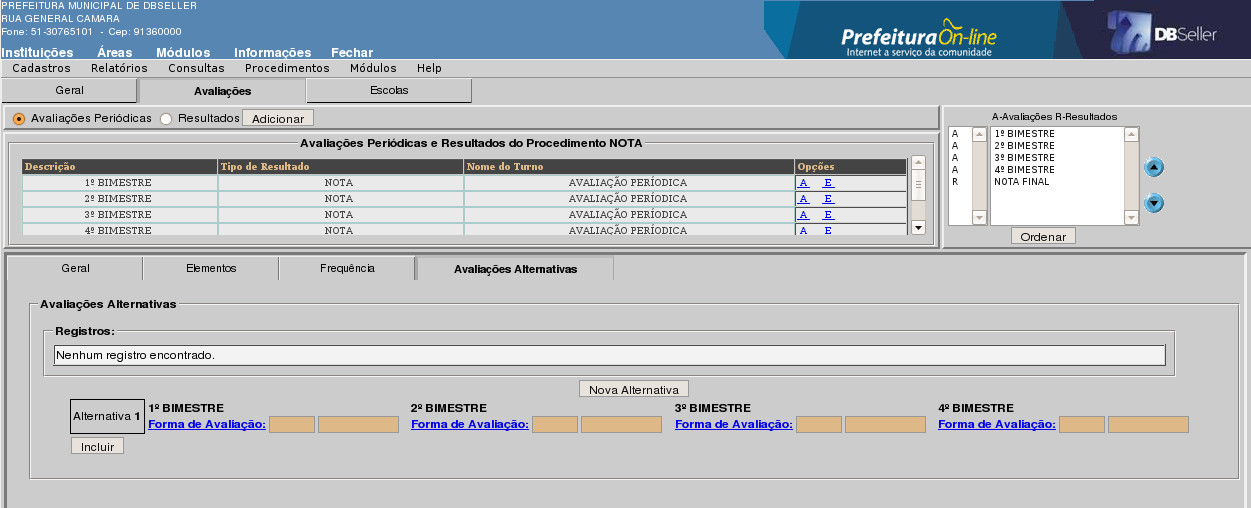 PREFEITURA MUNICIPAL DE DBSELLER
RUA GENERAL CAMARA
Fone: 51-30765101 - Cep: 91360000
PrefeituraOn-line
Internet a serviço da comunidade
DBSeller
Instituições Áreas Módulos Informações Fechar
Cadastros Relatórios Consultas Procedimentos Módulos Help
Geral Avaliações Escolas
Avaliações Periódicas Resultados Adicionar
Avaliações Periódicas e Resultados do Procedimento NOTA
Descrição Tipo de Resultado Nome do Turno Opções
1º BIMESTRE NOTA AVALIAÇÃO PERÍODICA A E
2º BIMESTRE NOTA AVALIAÇÃO PERÍODICA A E
3º BIMESTRE NOTA AVALIAÇÃO PERÍODICA A E
4º BIMESTRE NOTA AVALIAÇÃO PERÍODICA A E
A-Avaliações R-Resultados
A 1º BIMESTRE
A 2º BIMESTRE
A 3º BIMESTRE
A 4º BIMESTRE
R NOTA FINAL
Ordenar
Geral Elementos Frequência Avaliações Alternativas
Avaliações Alternativas
Registros:
Nenhum registro encontrado.
Nova Alternativa
Alternativa 1
1º BIMESTRE 2º BIMESTRE 3º BIMESTRE 4º BIMESTRE
Forma de Avaliação: Forma de Avaliação: Forma de Avaliação: Forma de Avaliação:
Incluir